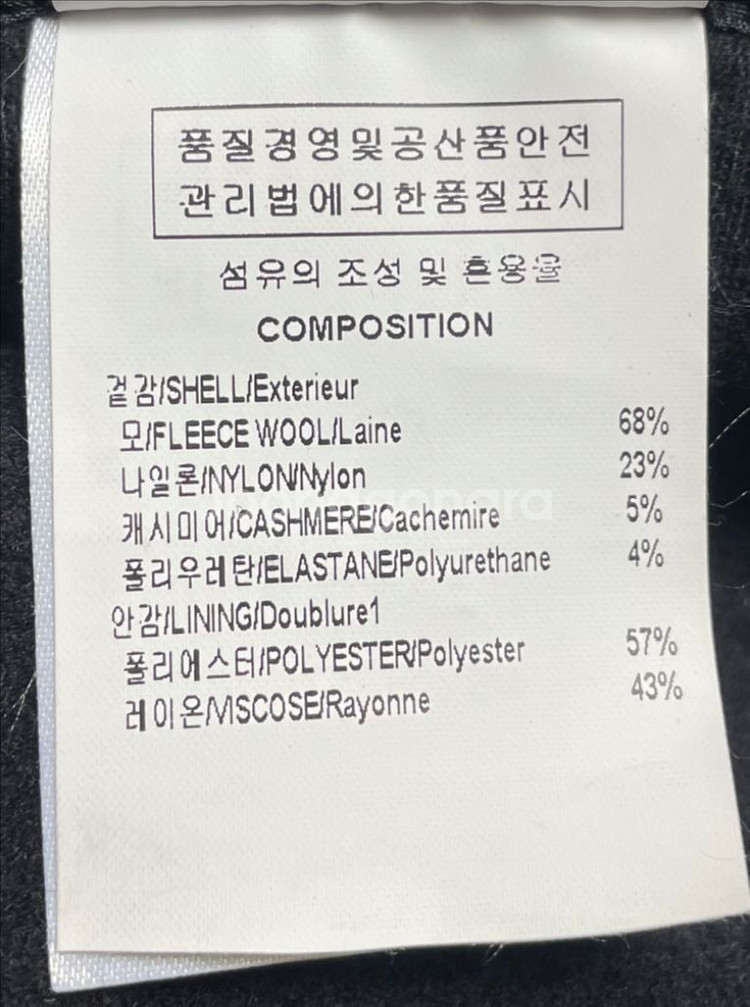 품질경영및공산품안전
관리법에의한품질표시
섬유의 조성 및 혼용율
COMPOSITION
겉감/SHELL/Exterieur
모/FLEECE WOOL/Laine 68%
나일론/NYLON/Nylon 23%
캐시미어/CASHMERE/Cachemire 5%
폴리우레탄/ELASTANE/Polyurethane 4%
안감/LINING/Doublure1
폴리에스터/POLYESTER/Polyester 57%
레이온/VISCOSE/Rayonne 43%